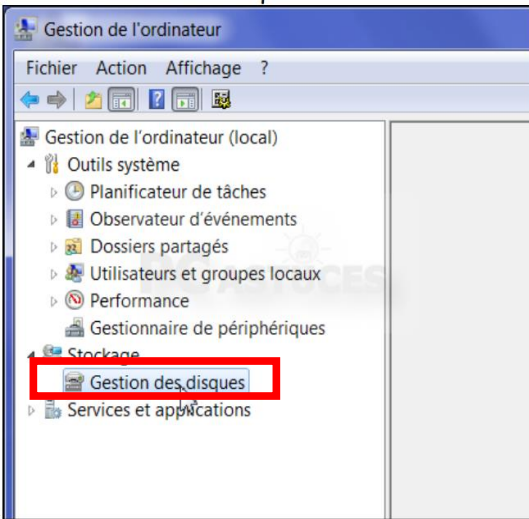 Gestion de l'ordinateur
Fichier Action Affichage ?
Gestion de l'ordinateur (local)
Outils système
Planificateur de tâches
Observateur d'événements
Dossiers partagés
Utilisateurs et groupes locaux
Performance
Gestionnaire de périphériques
Stockage
Gestion des disques
Services et applications